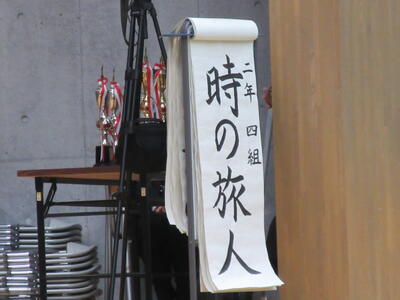 二年 四組
時の旅人